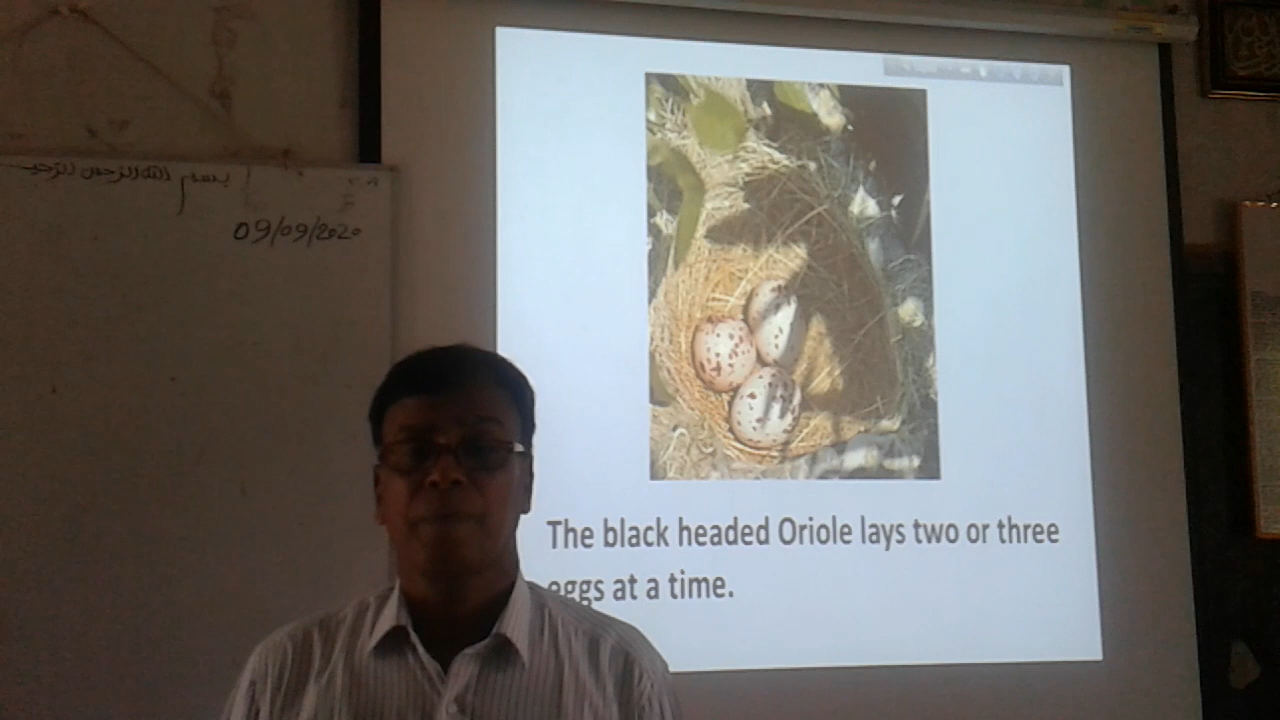 بسم الله الرحمن الرحيم
09/09/2020
The black headed Oriole lays two or three
eggs at a time.